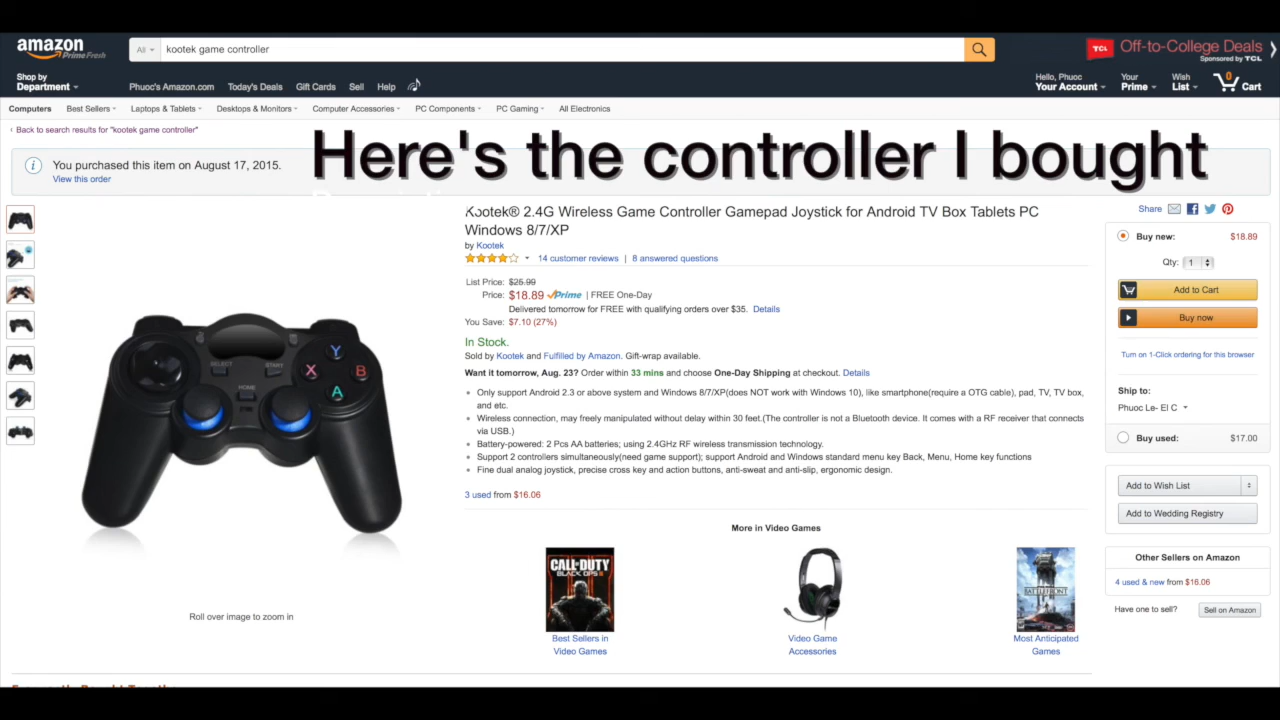 amazon
PrimeFresh
All
kootek game controller
TCL
Off-to-College Deals
Sponsored by TCL
Shop by
Department
Phuoc's Amazon.com
Today's Deals
Gift Cards
Sell
Help
Hello, Phuoc
Your Account
Your
Prime
Wish
List
0
Cart
Computers
Best Sellers
Laptops & Tablets
Desktops & Monitors
Computer Accessories
PC Components
PC Gaming
All Electronics
Back to search results for "kootek game controller"
Here's the controller I bought
You purchased this item on August 17, 2015.
View this order
Kootek® 2.4G Wireless Game Controller Gamepad Joystick for Android TV Box Tablets PC
Windows 8/7/XP
by Kootek
14 customer reviews | 8 answered questions
List Price: $25.99
Price: $18.89 Prime | FREE One-Day
Delivered tomorrow for FREE with qualifying orders over $35. Details
You Save: $7.10 (27%)
In Stock.
Sold by Kootek and Fulfilled by Amazon. Gift-wrap available.
Want it tomorrow, Aug. 23? Order within 33 mins and choose One-Day Shipping at checkout. Details
Only support Android 2.3 or above system and Windows 8/7/XP(does NOT work with Windows 10), like smartphone(require a OTG cable), pad, TV, TV box,
and etc.
Wireless connection, may freely manipulated without delay within 30 feet.(The controller is not a Bluetooth device. It comes with a RF receiver that connects
via USB.)
Battery-powered: 2 Pcs AA batteries; using 2.4GHz RF wireless transmission technology.
Support 2 controllers simultaneously(need game support); support Android and Windows standard menu key Back, Menu, Home key functions
Fine dual analog joystick, precise cross key and action buttons, anti-sweat and anti-slip, ergonomic design.
3 used from $16.06
SELECT
START
HOME
Y
X
B
A
Roll over image to zoom in
More in Video Games
CALL OF DUTY
BLACK OPS III
BATTLEFRONT
Best Sellers in
Video Games
Video Game
Accessories
Most Anticipated
Games
Share
Buy new:
$18.89
Qty: 1
Add to Cart
Buy now
Turn on 1-Click ordering for this browser
Ship to:
Phuoc Le- El C
Buy used:
$17.00
Add to Wish List
Add to Wedding Registry
Other Sellers on Amazon
4 used & new from $16.06
Have one to sell?
Sell on Amazon